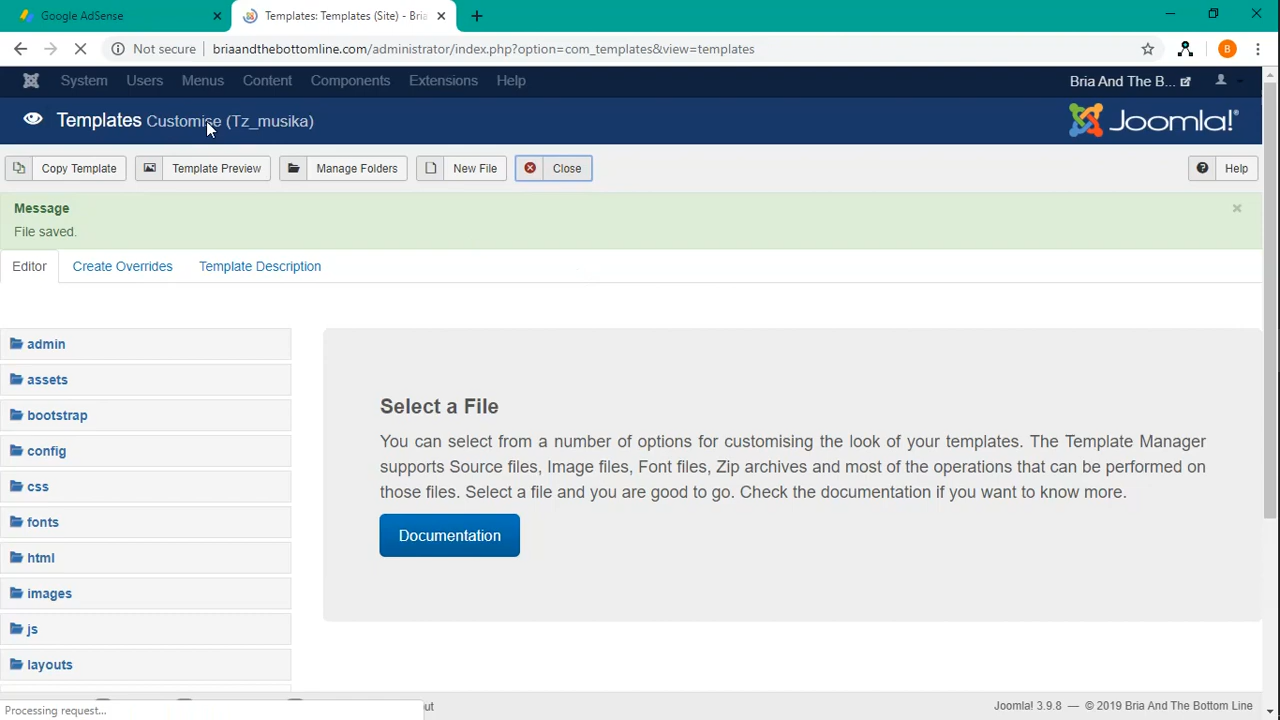 Google AdSense
Templates: Templates (Site) - Bria
Not secure
briaandthebottomline.com/administrator/index.php?option=com_templates&view=templates
B
System
Users
Menus
Content
Components
Extensions
Help
Bria And The B...
Templates Customise (Tz_musika)
Joomla!®
Copy Template
Template Preview
Manage Folders
New File
Close
Help
Message
File saved.
Editor
Create Overrides
Template Description
admin
assets
bootstrap
config
css
fonts
html
images
js
layouts
Select a File
You can select from a number of options for customising the look of your templates. The Template Manager
supports Source files, Image files, Font files, Zip archives and most of the operations that can be performed on
those files. Select a file and you are good to go. Check the documentation if you want to know more.
Documentation
Processing request...
Joomla! 3.9.8 — © 2019 Bria And The Bottom Line